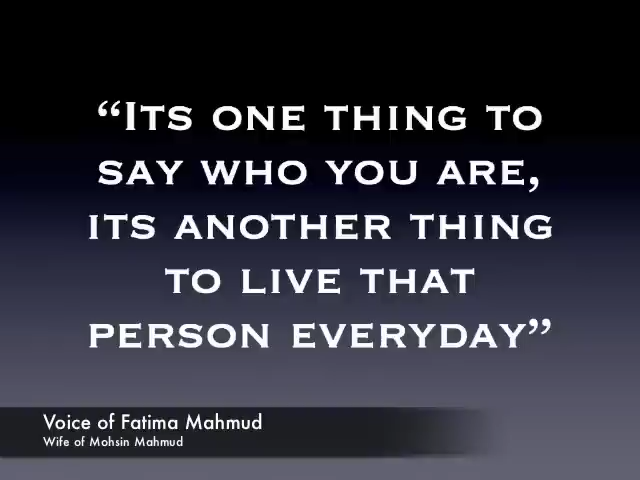 “Its one thing to
say who you are,
its another thing
to live that
person everyday”
Voice of Fatima Mahmud
Wife of Mohsin Mahmud